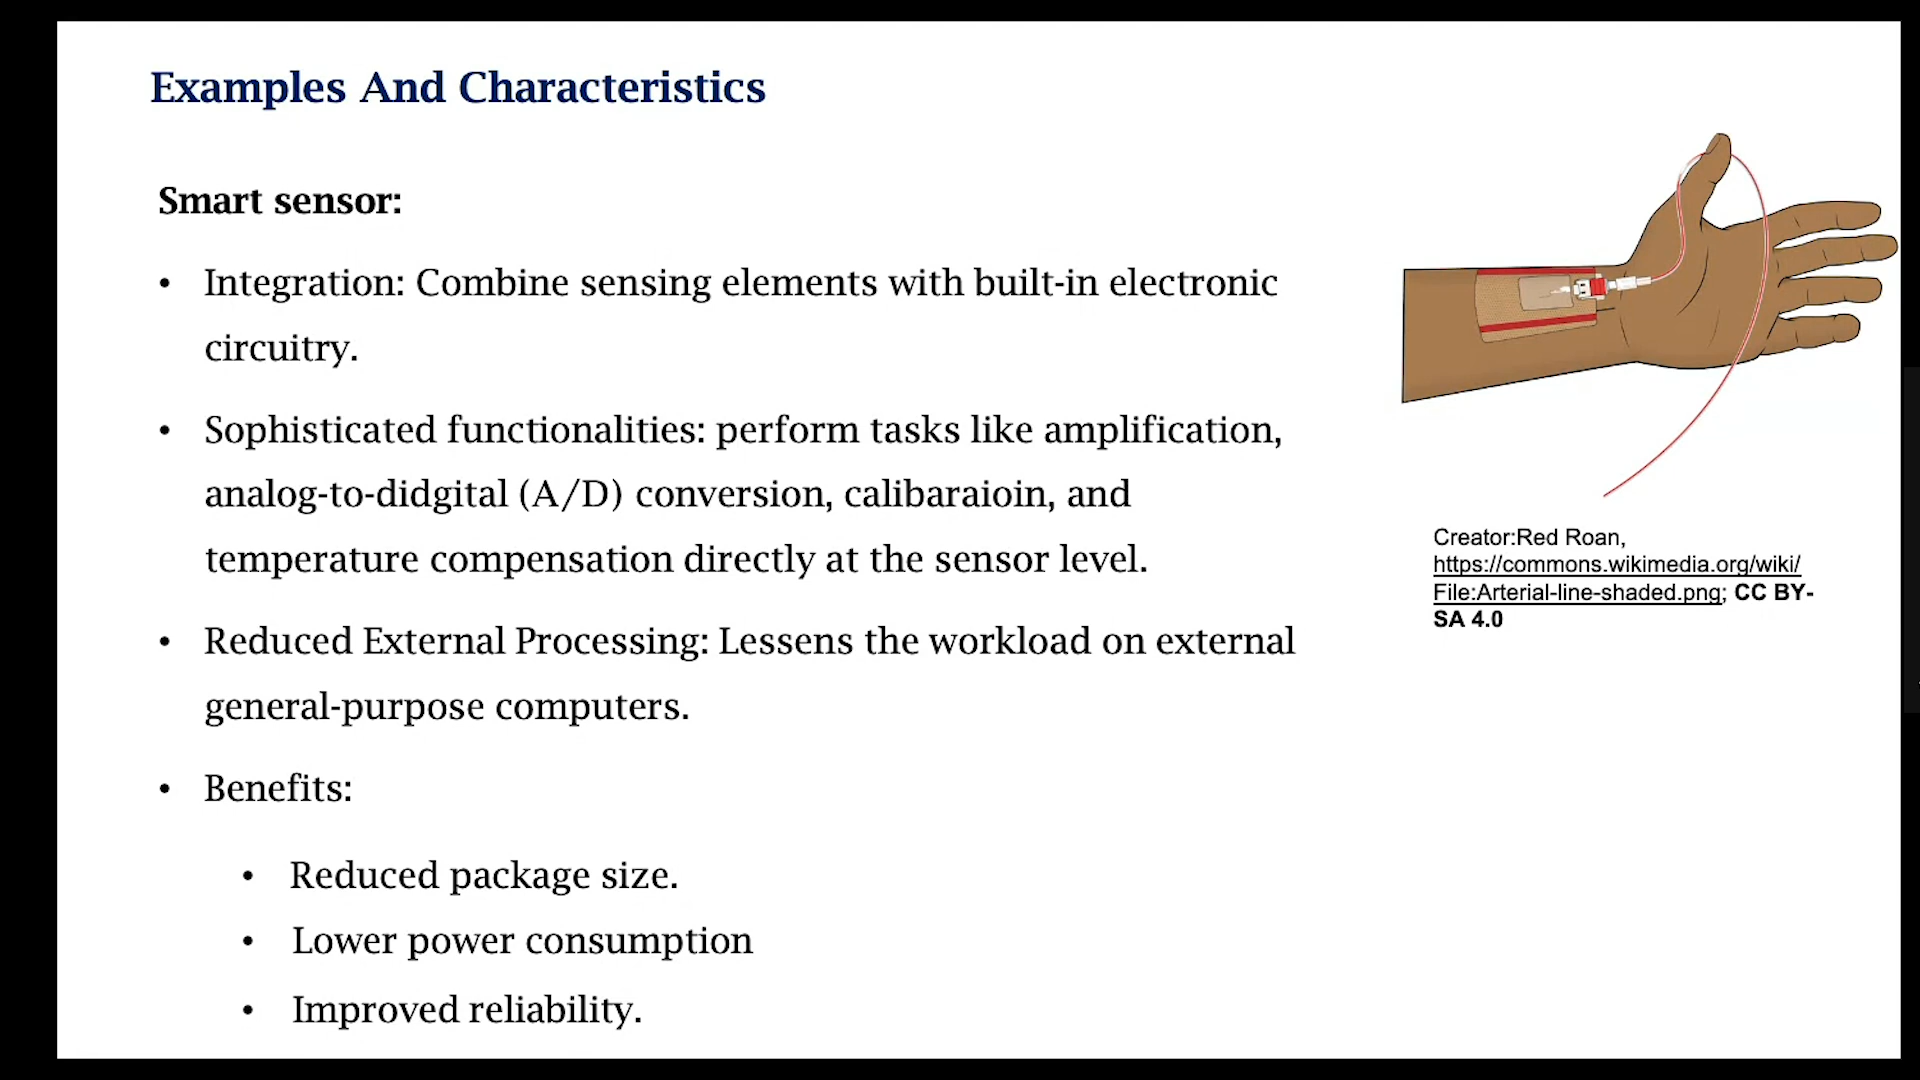 Examples And Characteristics
Smart sensor:
• Integration: Combine sensing elements with built-in electronic
circuitry.
• Sophisticated functionalities: perform tasks like amplification,
analog-to-didgital (A/D) conversion, calibaraioin, and
temperature compensation directly at the sensor level.
• Reduced External Processing: Lessens the workload on external
general-purpose computers.
• Benefits:
• Reduced package size.
• Lower power consumption
• Improved reliability.
Creator:Red Roan,
https://commons.wikimedia.org/wiki/
File:Arterial-line-shaded.png; CC BY-
SA 4.0